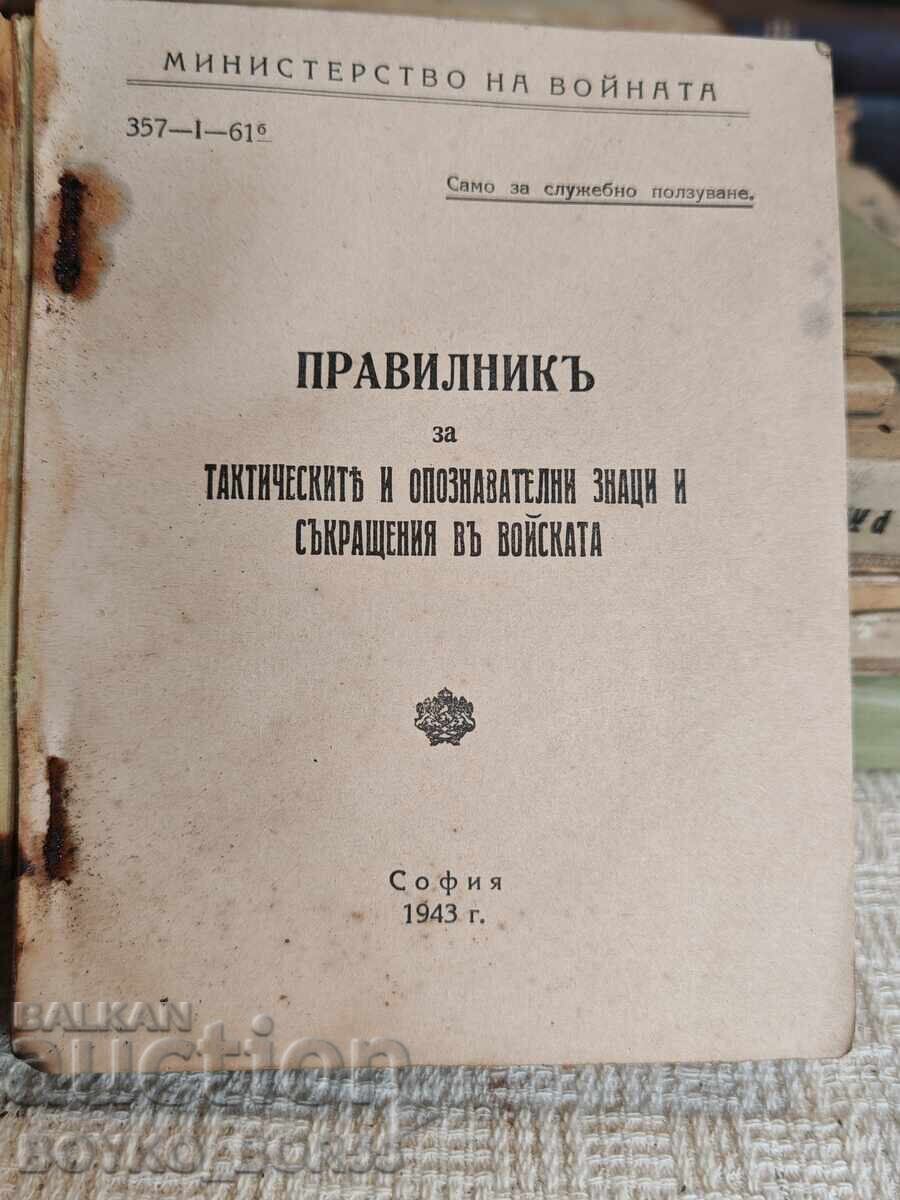 МИНИСТЕРСТВО НА ВОЙНАТА
357—I—61б
Само за служебно ползуване.
ПРАВИЛНИКЪ
за
ТАКТИЧЕСКИТѢ И ОПОЗНАВАТЕЛНИ ЗНАЦИ И
СЪКРАЩЕНИЯ ВЪ ВОЙСКАТА
София
1943 г.
BALKAN
auction
BOYKO_BOR55